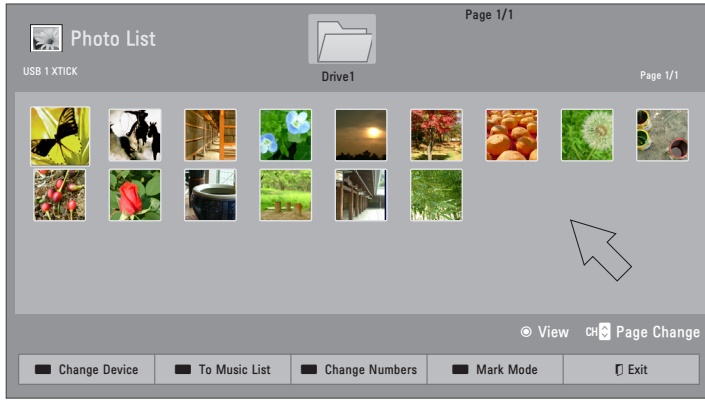 Page 1/1
Photo List
USB 1 XTICK
Drive1
Page 1/1
View CH Page Change
Change Device To Music List Change Numbers Mark Mode Exit